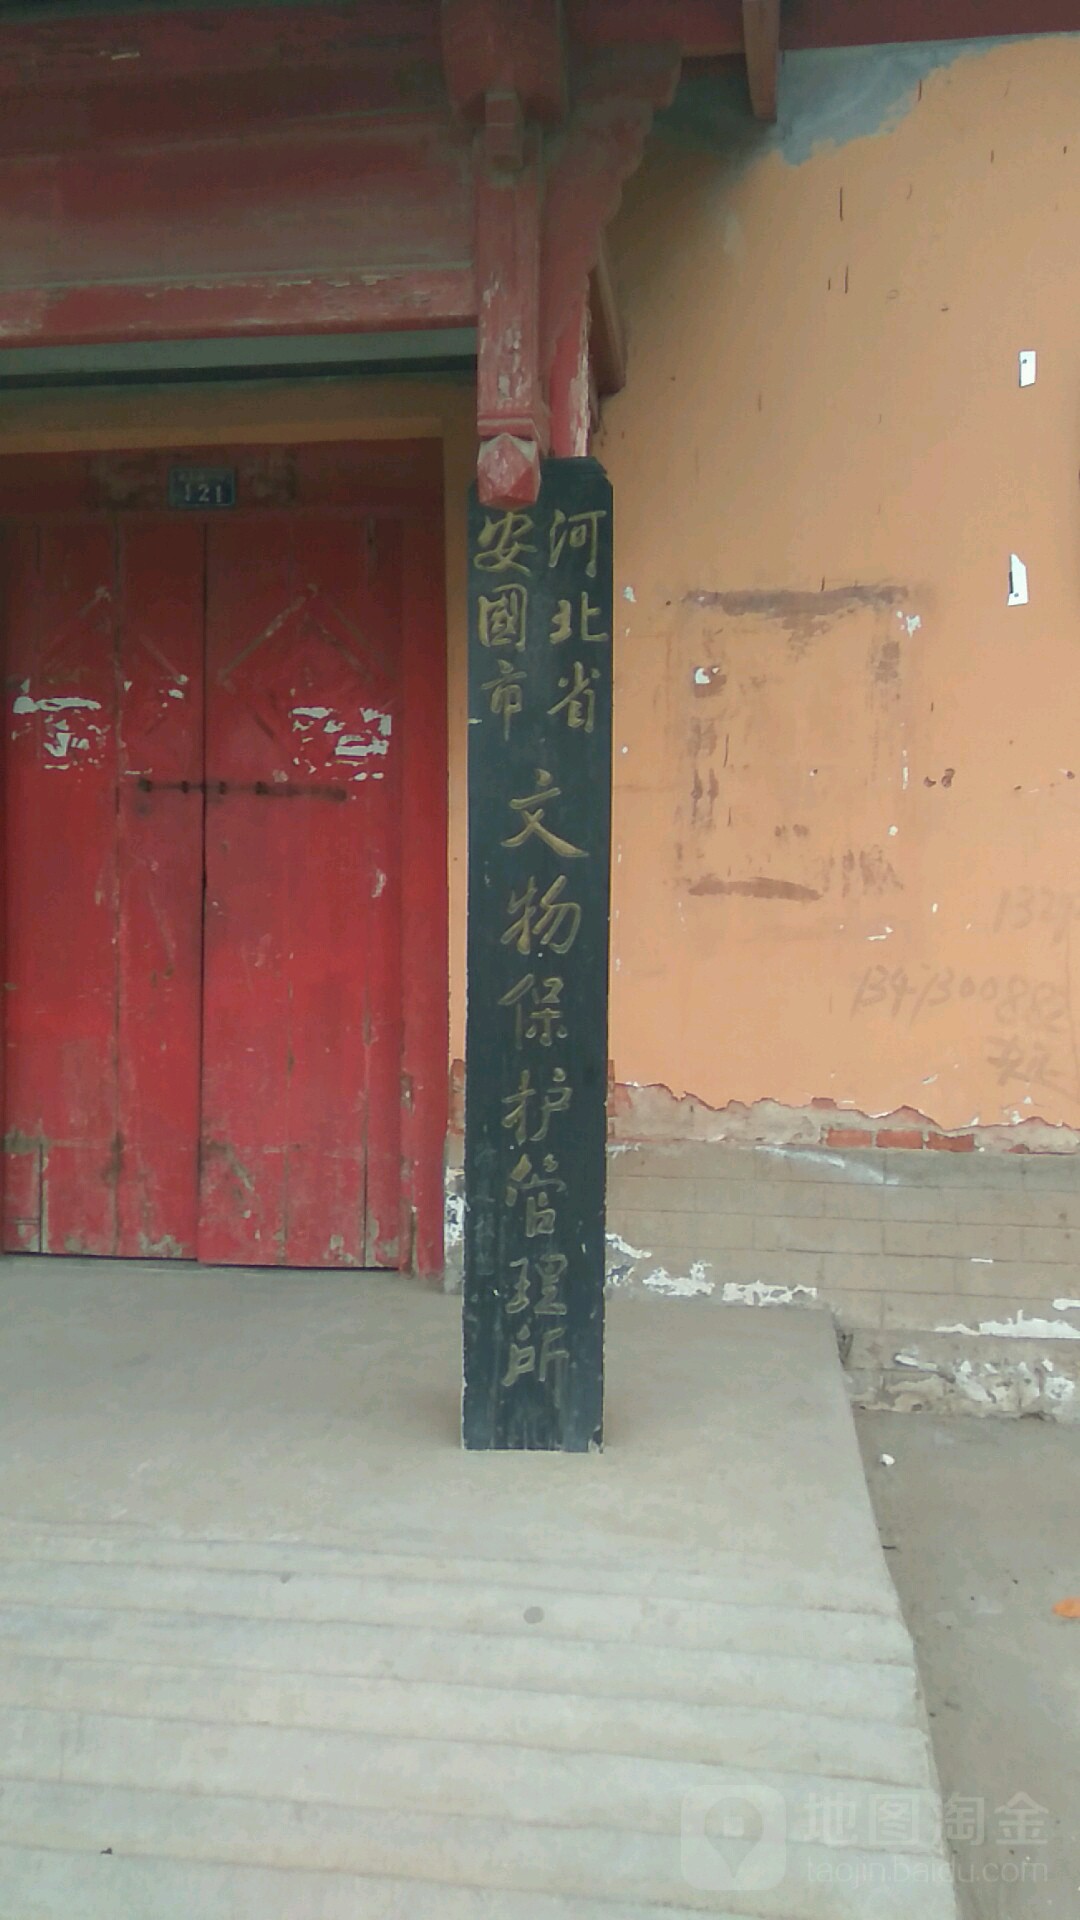 河北省
安國市
文物保护管理所
121
地图淘金
taojin.baidu.com